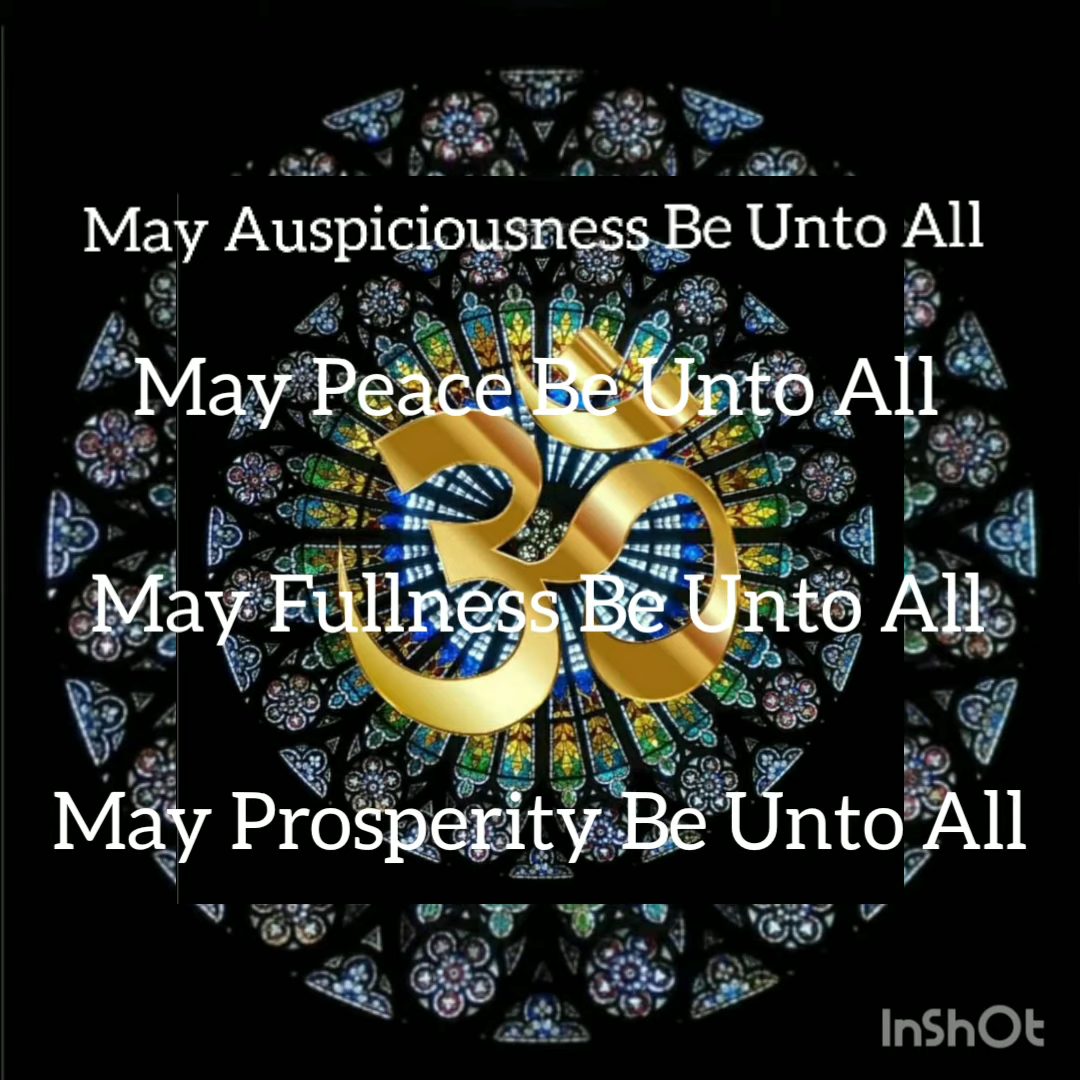 May Auspiciousness Be Unto All
May Peace Be Unto All
May Fullness Be Unto All
May Prosperity Be Unto All
InShOt